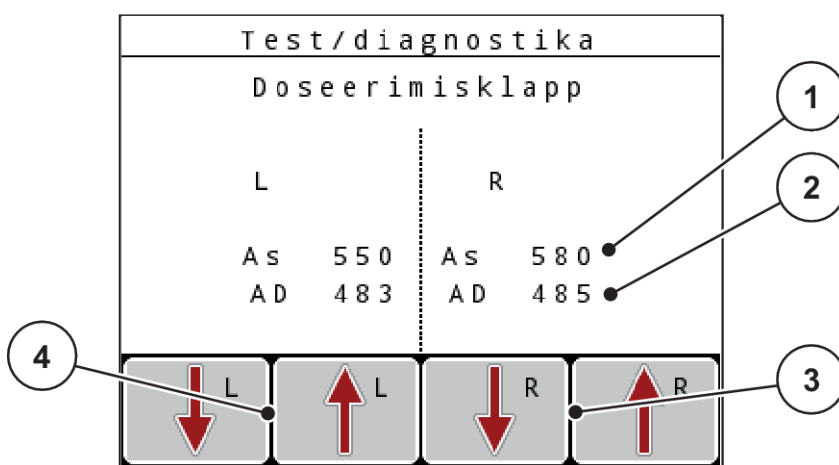 Test/diagnostika
Doseerimisklapp
1
L R
2
As 550 As 580
AD 483 AD 485
4
L L R R
3